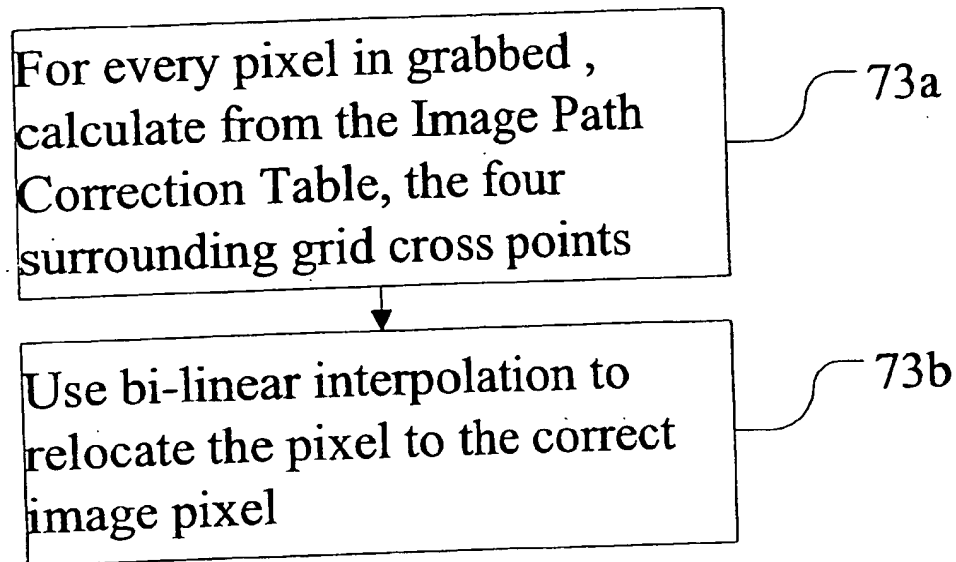 For every pixel in grabbed ,
calculate from the Image Path
Correction Table, the four
surrounding grid cross points
73a
Use bi-linear interpolation to
relocate the pixel to the correct
image pixel
73b